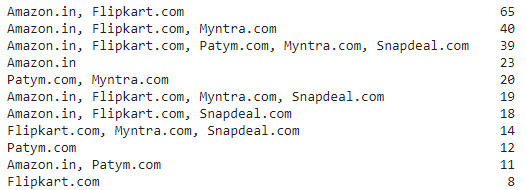 Amazon.in, Flipkart.com 65
Amazon.in, Flipkart.com, Myntra.com 40
Amazon.in, Flipkart.com, Patym.com, Myntra.com, Snapdeal.com 39
Amazon.in 23
Patym.com, Myntra.com 20
Amazon.in, Flipkart.com, Myntra.com, Snapdeal.com 19
Amazon.in, Flipkart.com, Snapdeal.com 18
Flipkart.com, Myntra.com, Snapdeal.com 14
Patym.com 12
Amazon.in, Patym.com 11
Flipkart.com 8